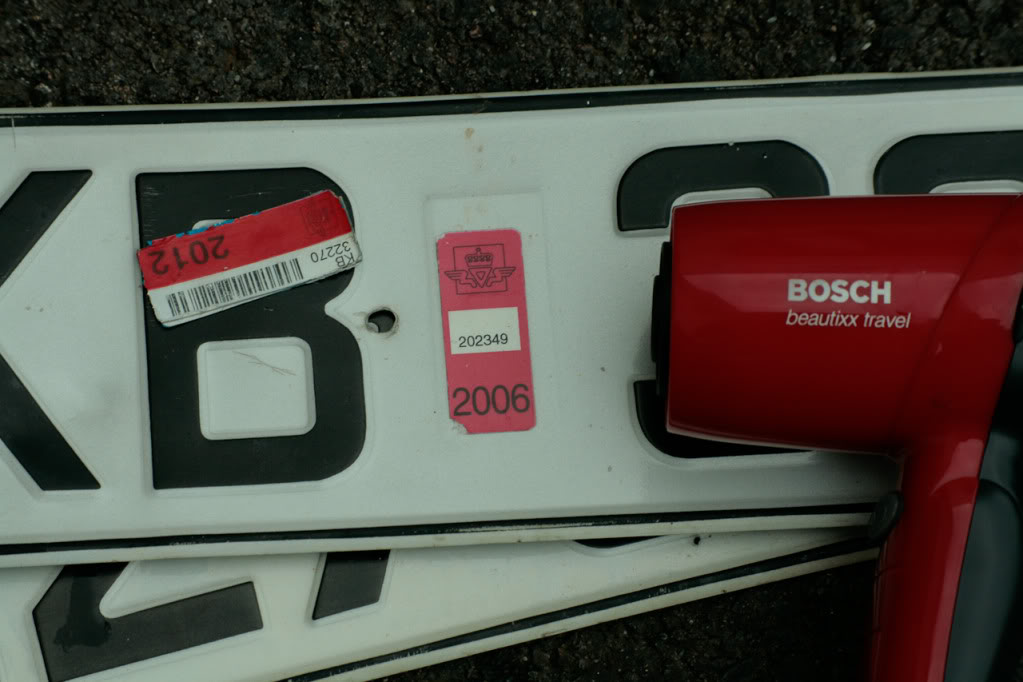 KB
2012
KB
32270
202349
2006
BOSCH
beautixx travel